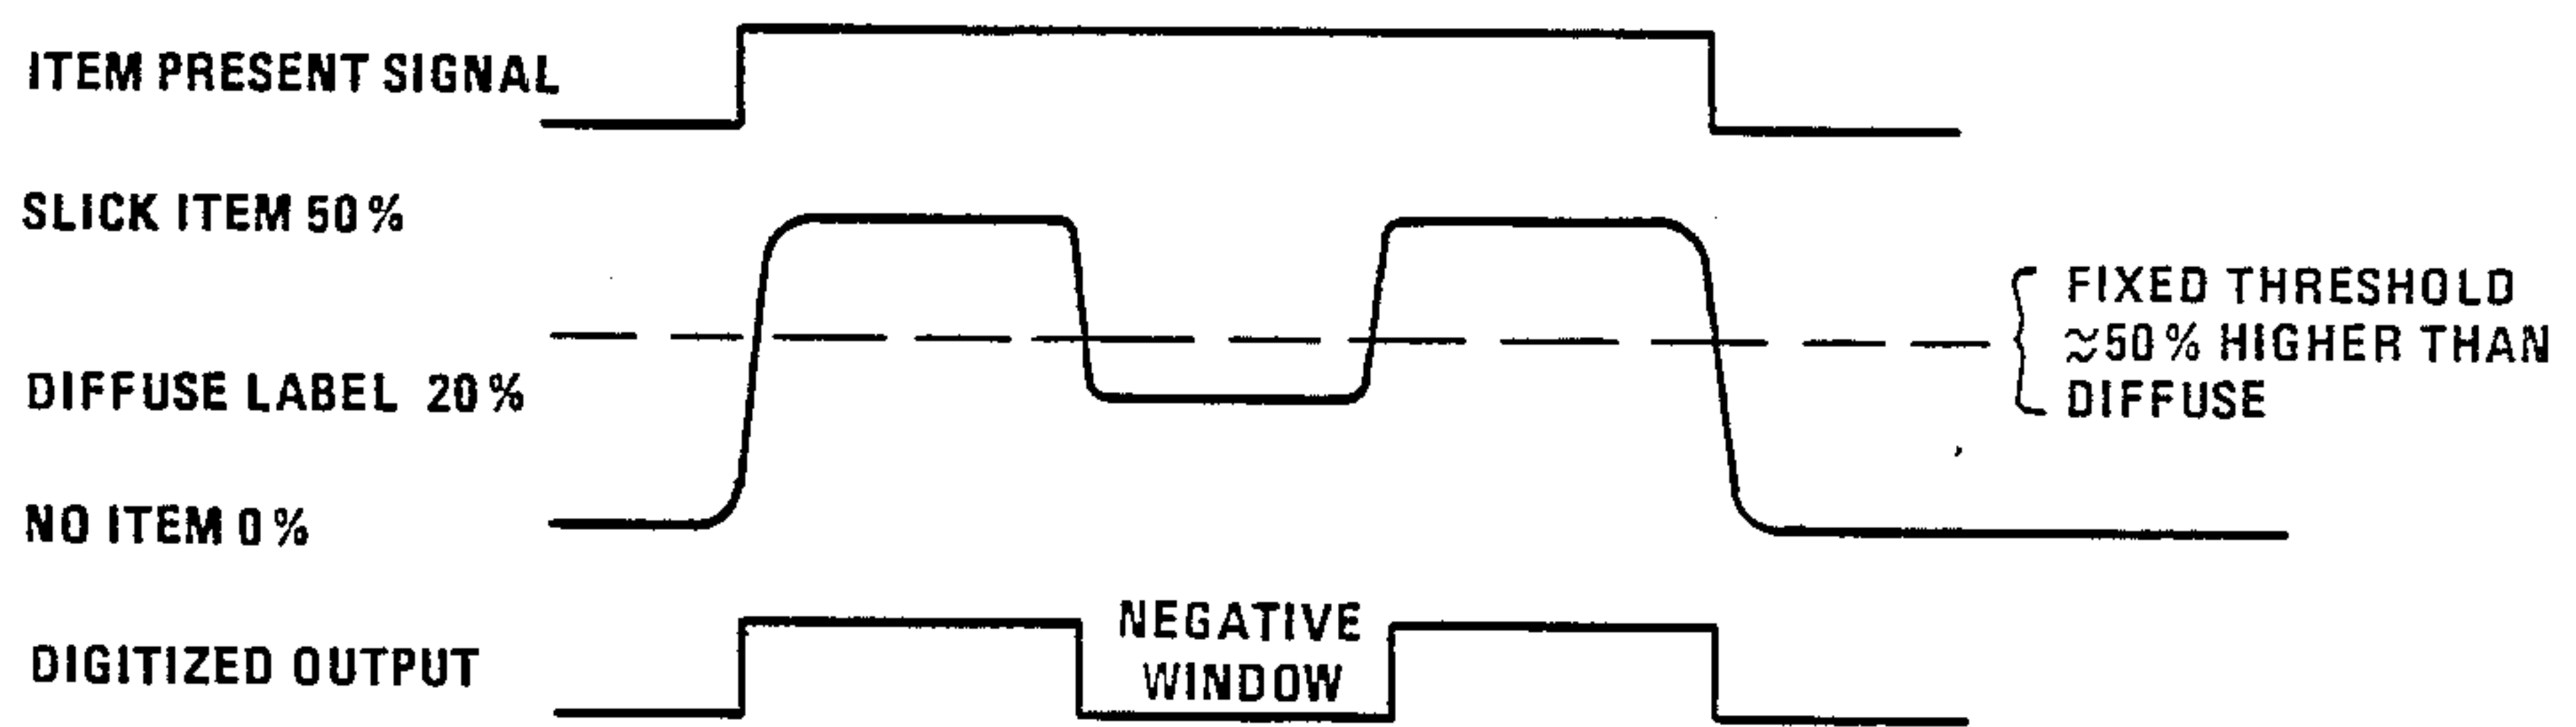 ITEM PRESENT SIGNAL
SLICK ITEM 50%
FIXED THRESHOLD
≈50% HIGHER THAN
DIFFUSE
DIFFUSE LABEL 20%
NO ITEM 0%
NEGATIVE
WINDOW
DIGITIZED OUTPUT